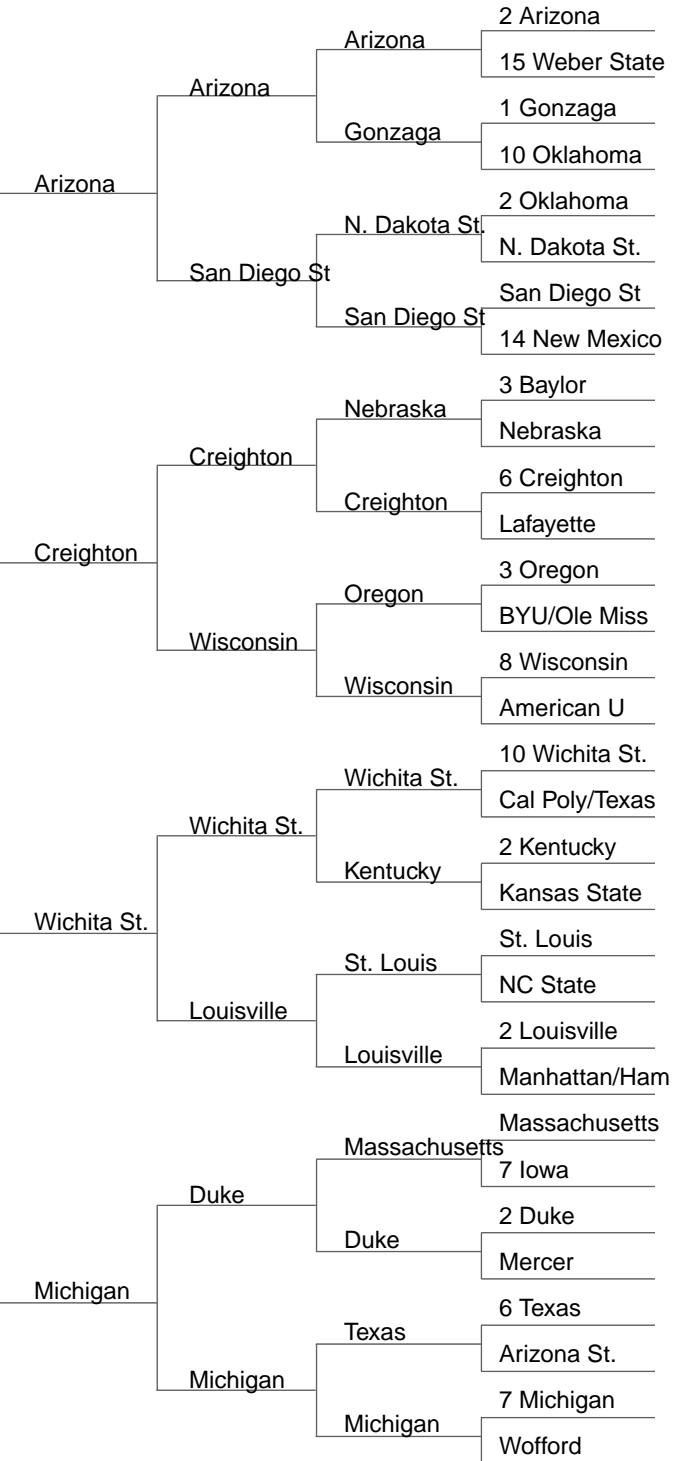 2 Arizona
Arizona
15 Weber State
Arizona
1 Gonzaga
Gonzaga
10 Oklahoma
Arizona
2 Oklahoma
N. Dakota St.
N. Dakota St.
San Diego St
San Diego St
San Diego St
14 New Mexico
3 Baylor
Nebraska
Nebraska
Creighton
6 Creighton
Creighton
Lafayette
Creighton
3 Oregon
Oregon
BYU/Ole Miss
Wisconsin
8 Wisconsin
Wisconsin
American U
10 Wichita St.
Wichita St.
Cal Poly/Texas
Wichita St.
2 Kentucky
Kentucky
Kansas State
Wichita St.
St. Louis
St. Louis
NC State
Louisville
2 Louisville
Louisville
Manhattan/Ham
Massachusetts
Massachusetts
7 Iowa
Duke
2 Duke
Duke
Mercer
Michigan
6 Texas
Texas
Arizona St.
Michigan
7 Michigan
Michigan
Wofford